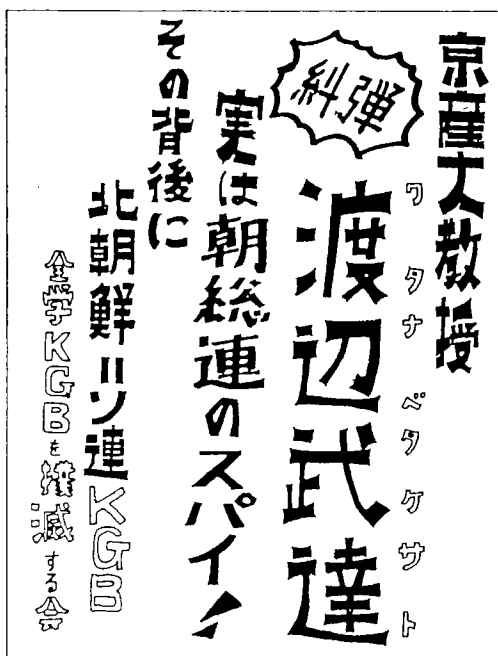 京産大教授
糾弾
渡辺武達
ワタナベタケサト
実は朝総連のスパイ!
その背後に
北朝鮮=ソ連KGB
全学KGBを撲滅する会